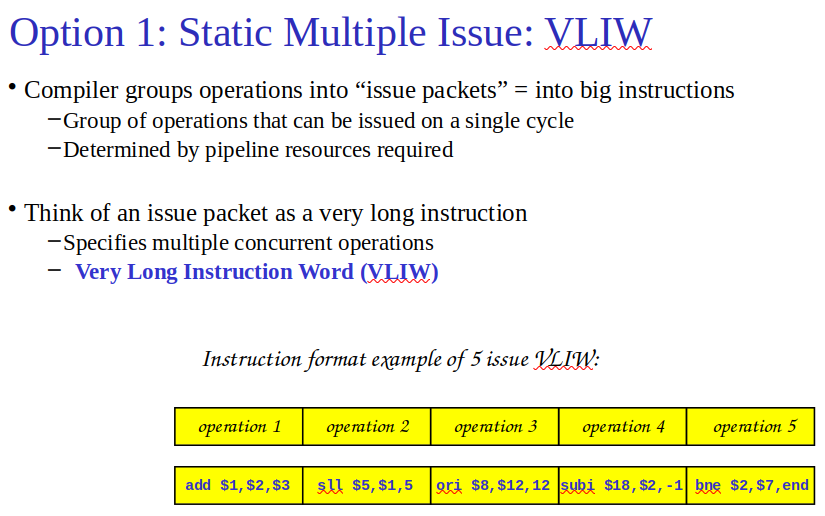 Option 1: Static Multiple Issue: VLIW
• Compiler groups operations into “issue packets” = into big instructions
–Group of operations that can be issued on a single cycle
–Determined by pipeline resources required
• Think of an issue packet as a very long instruction
–Specifies multiple concurrent operations
– Very Long Instruction Word (VLIW)
Instruction format example of 5 issue VLIW:
operation 1 operation 2 operation 3 operation 4 operation 5
add $1,$2,$3 sll $5,$1,5 ori $8,$12,12 subi $18,$2,-1 bne $2,$7,end